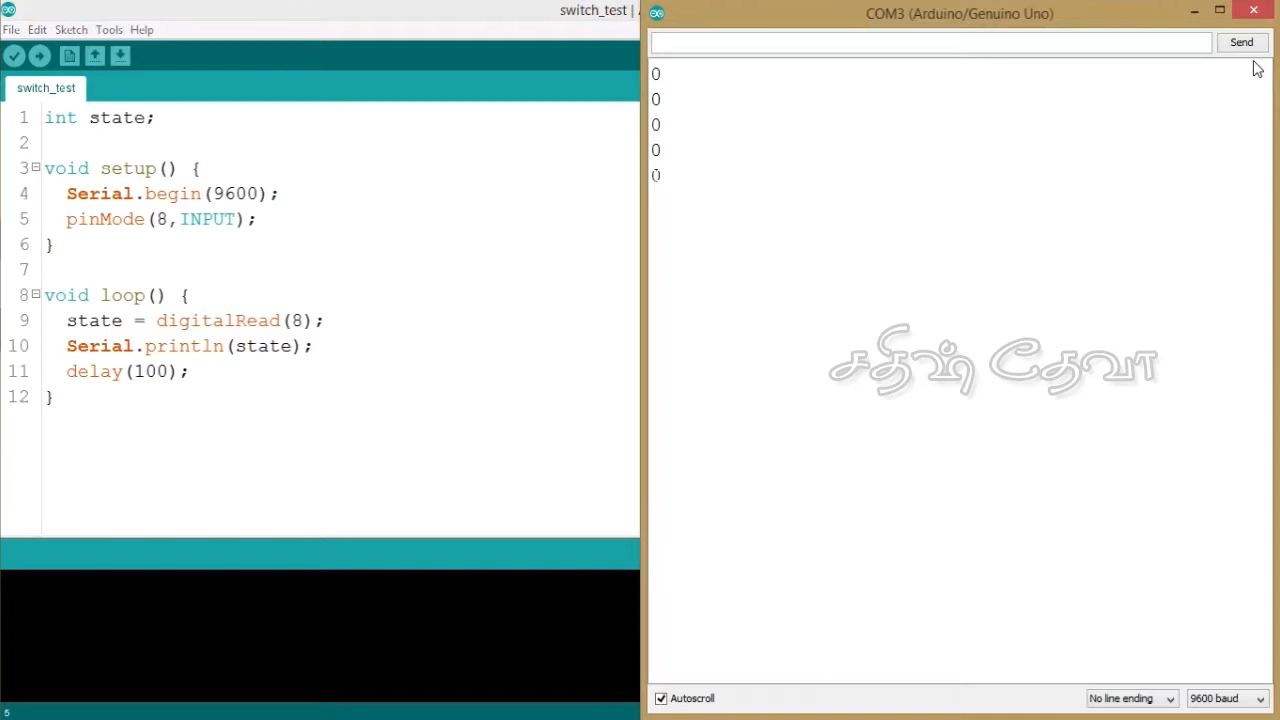 switch_test |
File Edit Sketch Tools Help
switch_test
1 int state;
2
3 void setup() {
4 Serial.begin(9600);
5 pinMode(8,INPUT);
6 }
7
8 void loop() {
9 state = digitalRead(8);
10 Serial.println(state);
11 delay(100);
12 }
5
COM3 (Arduino/Genuino Uno)
Send
0
0
0
0
0
சதிஷ் தேவா
Autoscroll
No line ending
9600 baud